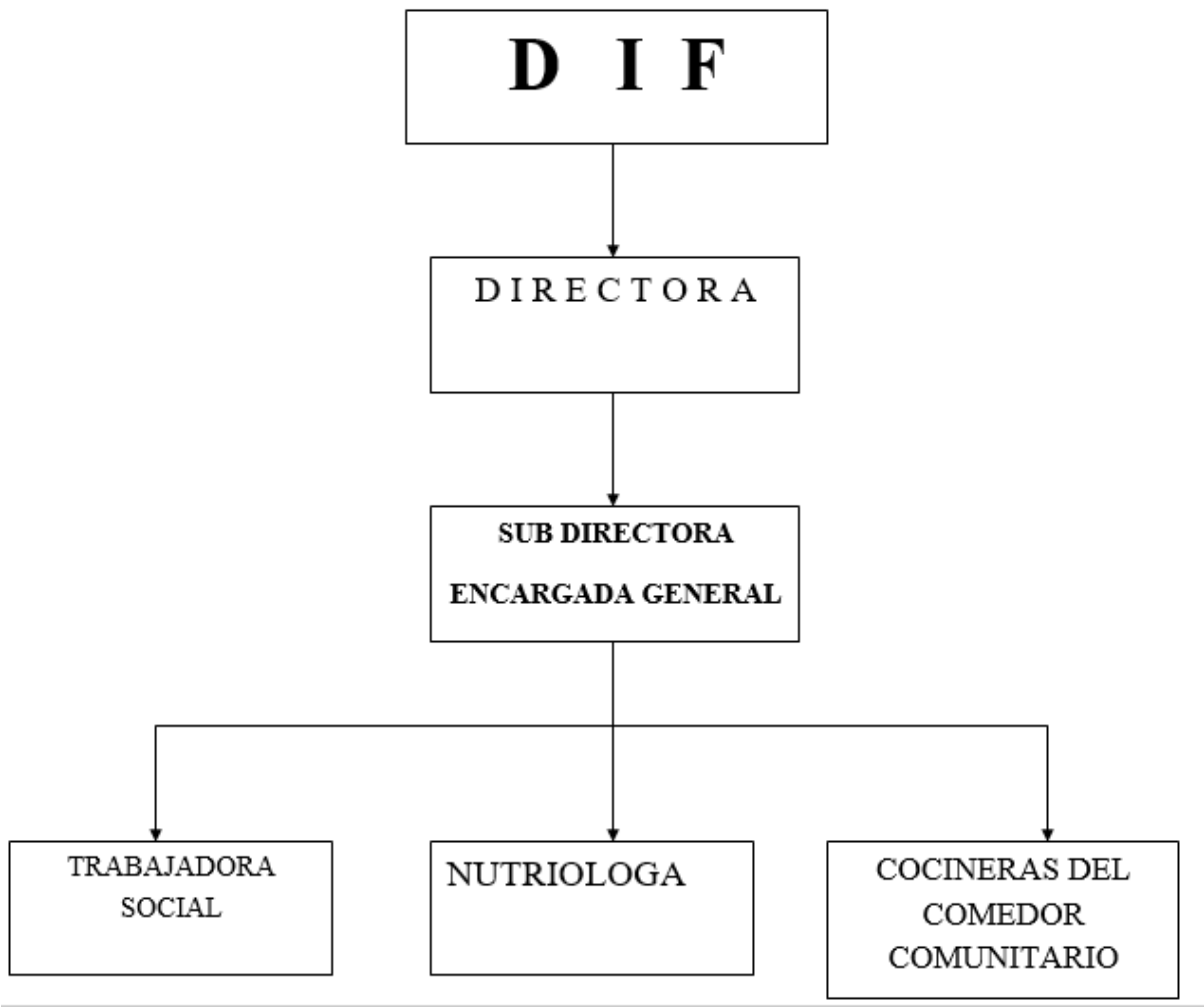 D I F
D I R E C T O R A
SUB DIRECTORA
ENCARGADA GENERAL
TRABAJADORA
SOCIAL
NUTRIOLOGA
COCINERAS DEL
COMEDOR
COMUNITARIO